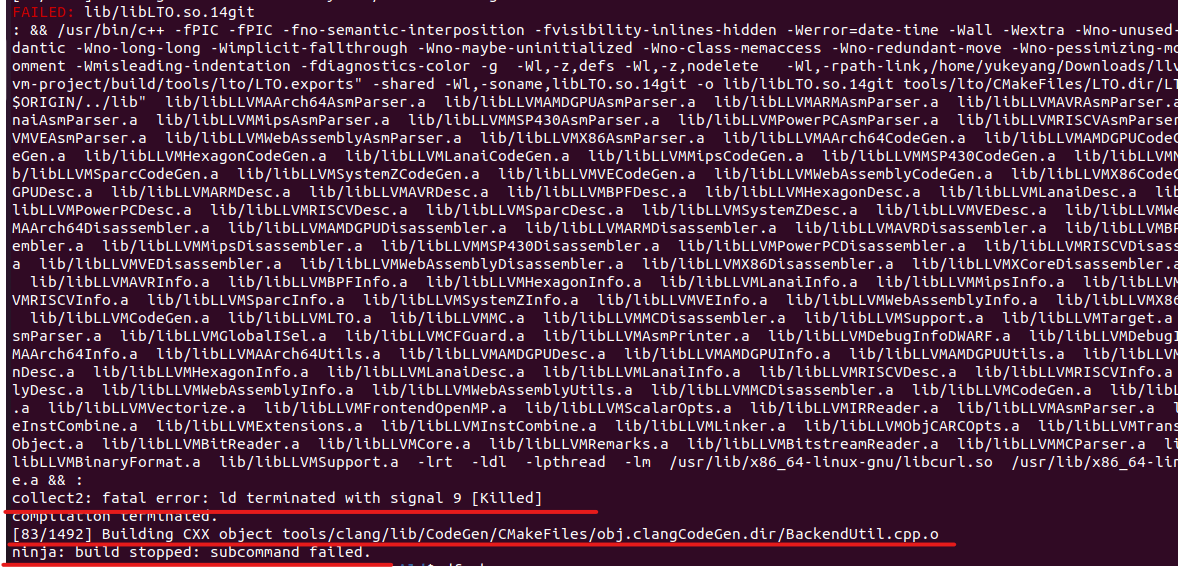 FAILED: lib/libLTO.so.14git
: && /usr/bin/c++ -fPIC -fPIC -fno-semantic-interposition -fvisibility-inlines-hidden -Werror=date-time -Wall -Wextra -Wno-unused-
dantic -Wno-long-long -Wimplicit-fallthrough -Wno-maybe-uninitialized -Wno-class-memaccess -Wno-redundant-move -Wno-pessimizing-mo
omment -Wmisleading-indentation -fdiagnostics-color -g -Wl,-z,defs -Wl,-z,nodelete -Wl,-rpath-link,/home/yukeyang/Downloads/llv
vm-project/build/tools/lto/LTO.exports" -shared -Wl,-soname,libLTO.so.14git -o lib/libLTO.so.14git tools/lto/CMakeFiles/LTO.dir/LT
$ORIGIN/../lib" lib/libLLVMAArch64AsmParser.a lib/libLLVMAMDGPUAsmParser.a lib/libLLVMARMAsmParser.a lib/libLLVMAVRAsmParser.a
naiAsmParser.a lib/libLLVMMipsAsmParser.a lib/libLLVMMSP430AsmParser.a lib/libLLVMPowerPCAsmParser.a lib/libLLVMRISCVAsmParser
VMVEAsmParser.a lib/libLLVMWebAssemblyAsmParser.a lib/libLLVMX86AsmParser.a lib/libLLVMAArch64CodeGen.a lib/libLLVMAMDGPUCodeG
eGen.a lib/libLLVMHexagonCodeGen.a lib/libLLVMLanaiCodeGen.a lib/libLLVMMipsCodeGen.a lib/libLLVMMSP430CodeGen.a lib/libLLVMN
b/libLLVMSparcCodeGen.a lib/libLLVMSystemZCodeGen.a lib/libLLVMVECodeGen.a lib/libLLVMWebAssemblyCodeGen.a lib/libLLVMX86CodeG
GPUDesc.a lib/libLLVMARMDesc.a lib/libLLVMAVRDesc.a lib/libLLVMBPFDesc.a lib/libLLVMHexagonDesc.a lib/libLLVMLanaiDesc.a lib
libLLVMPowerPCDesc.a lib/libLLVMRISCVDesc.a lib/libLLVMSparcDesc.a lib/libLLVMSystemZDesc.a lib/libLLVMVEDesc.a lib/libLLVMWe
MAArch64Disassembler.a lib/libLLVMAMDGPUDisassembler.a lib/libLLVMARMDisassembler.a lib/libLLVMAVRDisassembler.a lib/libLLVMBP
embler.a lib/libLLVMMipsDisassembler.a lib/libLLVMMSP430Disassembler.a lib/libLLVMPowerPCDisassembler.a lib/libLLVMRISCVDisass
a lib/libLLVMVEDisassembler.a lib/libLLVMWebAssemblyDisassembler.a lib/libLLVMX86Disassembler.a lib/libLLVMXCoreDisassembler.a
lib/libLLVMAVRInfo.a lib/libLLVMBPFInfo.a lib/libLLVMHexagonInfo.a lib/libLLVMLanaiInfo.a lib/libLLVMMipsInfo.a lib/libLLVM
VMRISCVInfo.a lib/libLLVMSparcInfo.a lib/libLLVMSystemZInfo.a lib/libLLVMVEInfo.a lib/libLLVMWebAssemblyInfo.a lib/libLLVMX86
lib/libLLVMCodeGen.a lib/libLLVMLTO.a lib/libLLVMMC.a lib/libLLVMMCDisassembler.a lib/libLLVMSupport.a lib/libLLVMTarget.a
smParser.a lib/libLLVMGlobalISel.a lib/libLLVMCFGuard.a lib/libLLVMAsmPrinter.a lib/libLLVMDebugInfoDWARF.a lib/libLLVMDebugI
MAArch64Info.a lib/libLLVMAArch64Utils.a lib/libLLVMAMDGPUDesc.a lib/libLLVMAMDGPUInfo.a lib/libLLVMAMDGPUUtils.a lib/libLLVM
nDesc.a lib/libLLVMHexagonInfo.a lib/libLLVMLanaiDesc.a lib/libLLVMLanaiInfo.a lib/libLLVMRISCVDesc.a lib/libLLVMRISCVInfo.a
lyDesc.a lib/libLLVMWebAssemblyInfo.a lib/libLLVMWebAssemblyUtils.a lib/libLLVMMCDisassembler.a lib/libLLVMCodeGen.a lib/libL
.a lib/libLLVMVectorize.a lib/libLLVMFrontendOpenMP.a lib/libLLVMScalarOpts.a lib/libLLVMIRReader.a lib/libLLVMAsmParser.a l
eInstCombine.a lib/libLLVMExtensions.a lib/libLLVMInstCombine.a lib/libLLVMLinker.a lib/libLLVMObjCARCOpts.a lib/libLLVMTrans
Object.a lib/libLLVMBitReader.a lib/libLLVMCore.a lib/libLLVMRemarks.a lib/libLLVMBitstreamReader.a lib/libLLVMMCParser.a li
libLLVMBinaryFormat.a lib/libLLVMSupport.a -lrt -ldl -lpthread -lm /usr/lib/x86_64-linux-gnu/libcurl.so /usr/lib/x86_64-lin
e.a && :
collect2: fatal error: ld terminated with signal 9 [Killed]
compilation terminated.
[83/1492] Building CXX object tools/clang/lib/CodeGen/CMakeFiles/obj.clangCodeGen.dir/BackendUtil.cpp.o
ninja: build stopped: subcommand failed.